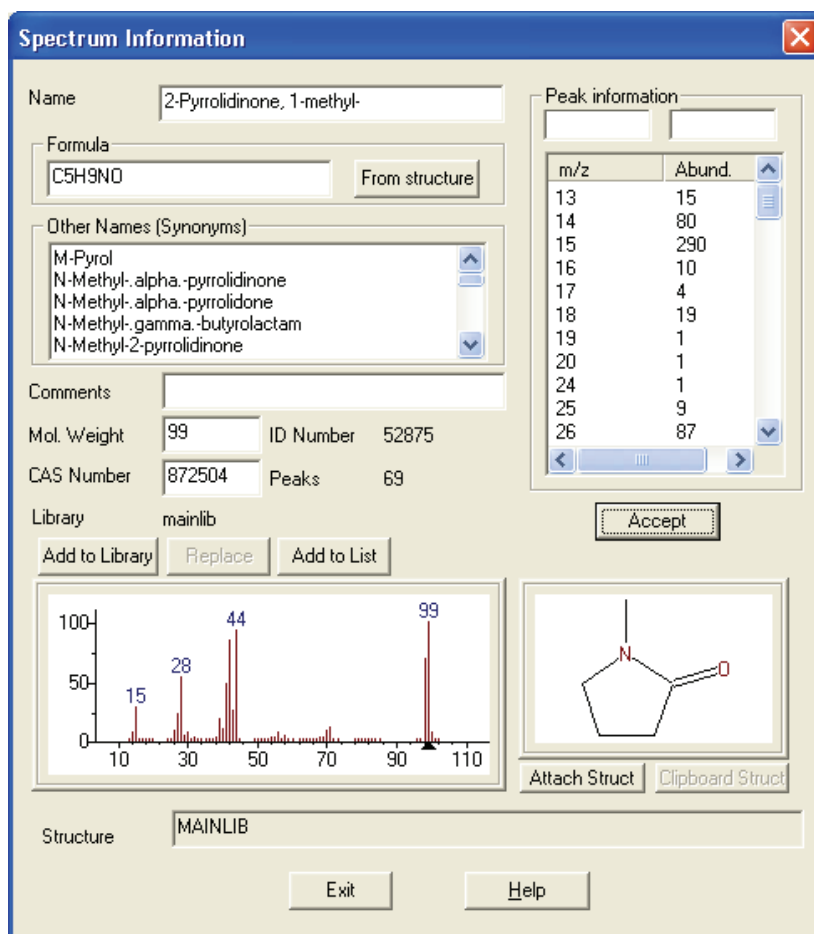 Spectrum Information
Name
2-Pyrrolidinone, 1-methyl-
Formula
C5H9NO
From structure
Other Names (Synonyms)
M-Pyrol
N-Methyl-.alpha.-pyrrolidinone
N-Methyl-.alpha.-pyrrolidone
N-Methyl-.gamma.-butyrolactam
N-Methyl-2-pyrrolidinone
Comments
Mol. Weight 99 ID Number 52875
CAS Number 872504 Peaks 69
Library mainlib
Add to Library Replace Add to List
Peak information
m/z Abund.
13 15
14 80
15 290
16 10
17 4
18 19
19 1
20 1
24 1
25 9
26 87
Accept
100
50
0
15
28
44
99
10 30 50 70 90 110
N
O
Attach Struct Clipboard Struct
Structure MAINLIB
Exit Help